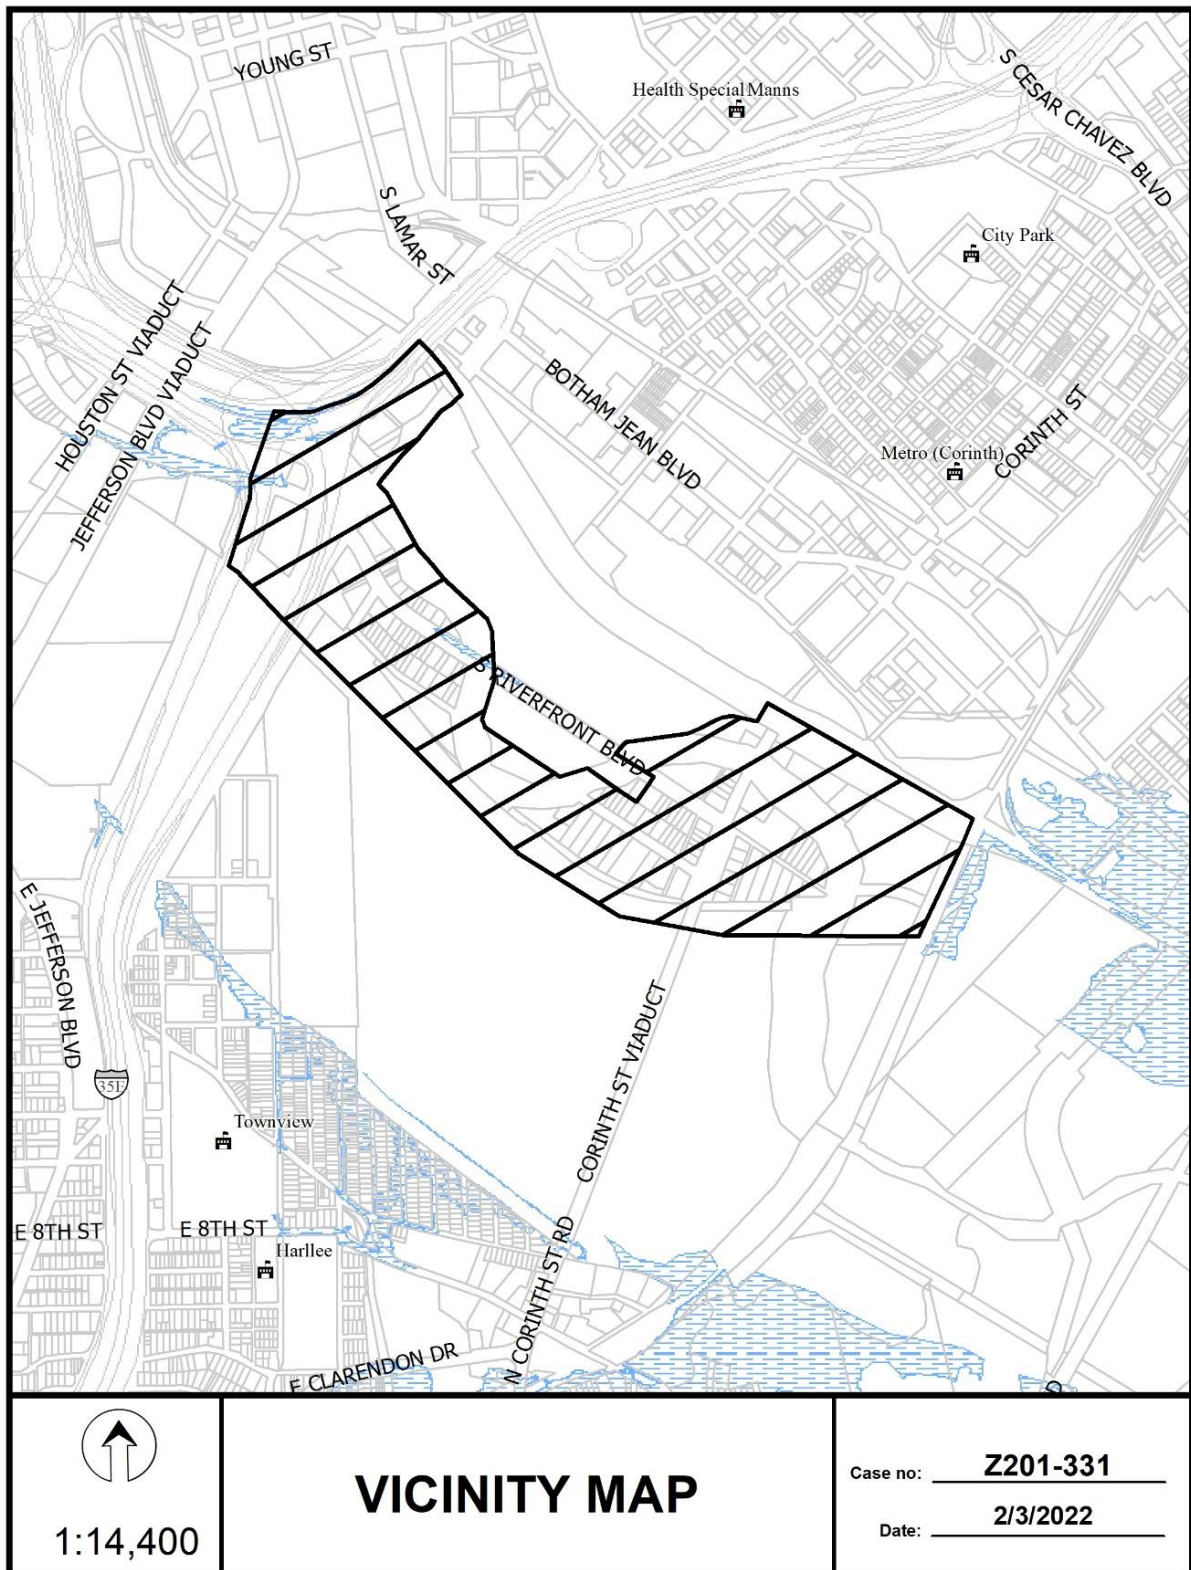 YOUNG ST
S CESAR CHAVEZ BLVD
Health Special Manns
S LAMAR ST
City Park
HOUSTON ST VIADUCT
JEFFERSON BLVD VIADUCT
BOTHAM JEAN BLVD
CORINTH ST
Metro (Corinth)
S RIVERFRONT BLVD
E JEFFERSON BLVD
35E
CORINTH ST VIADUCT
Townview
E 8TH ST
E 8TH ST
Harllee
N CORINTH ST RD
E CLARENDON DR
D
1:14,400
VICINITY MAP
Case no: Z201-331
Date: 2/3/2022